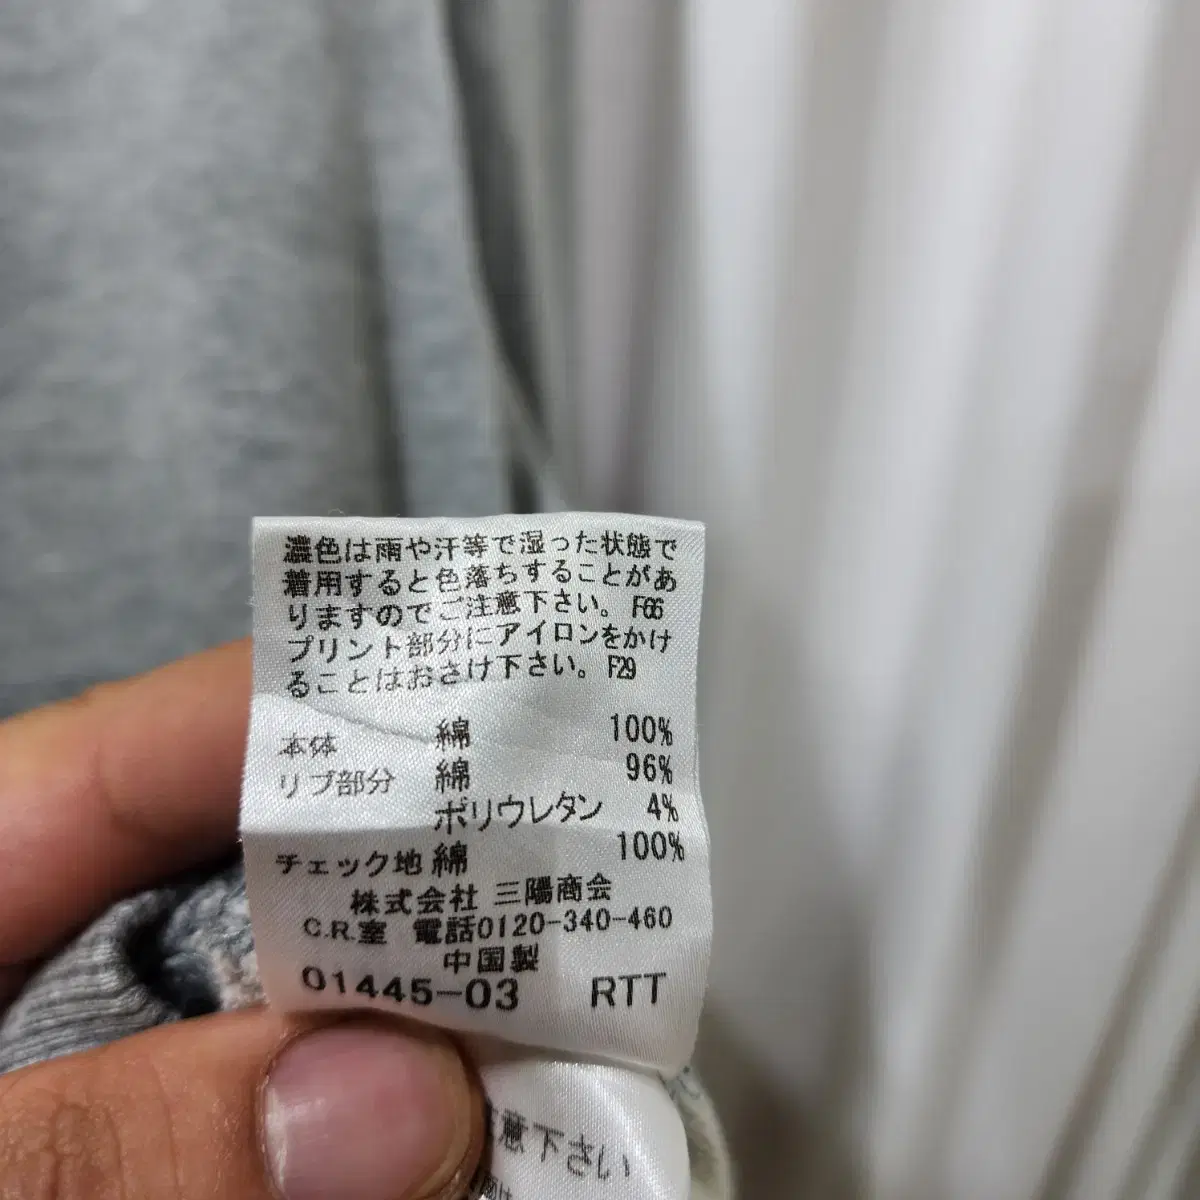 濃色は雨や汗等で湿った状態で
着用すると色落ちすることがあ
りますのでご注意下さい。 F66
プリント部分にアイロンをかけ
ることはおさけ下さい。 F29
本体 綿 100%
リブ部分 綿 96%
ポリウレタン 4%
チェック地 綿 100%
株式会社 三陽商会
C.R.室 電話0120-340-460
中国製
01445-03 RTT
意下さい